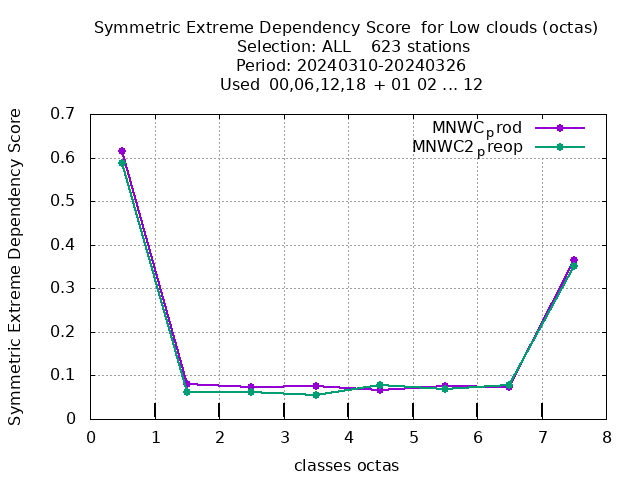 Symmetric Extreme Dependency Score  for Low clouds (octas)
Selection: ALL    623 stations
Period: 20240310-20240326
Used  00,06,12,18  + 01 02 ... 12
MNWCprod
MNWC2preop
Symmetric Extreme Dependency Score
0.7
0.6
0.5
0.4
0.3
0.2
0.1
0
0 1 2 3 4 5 6 7 8
classes octas